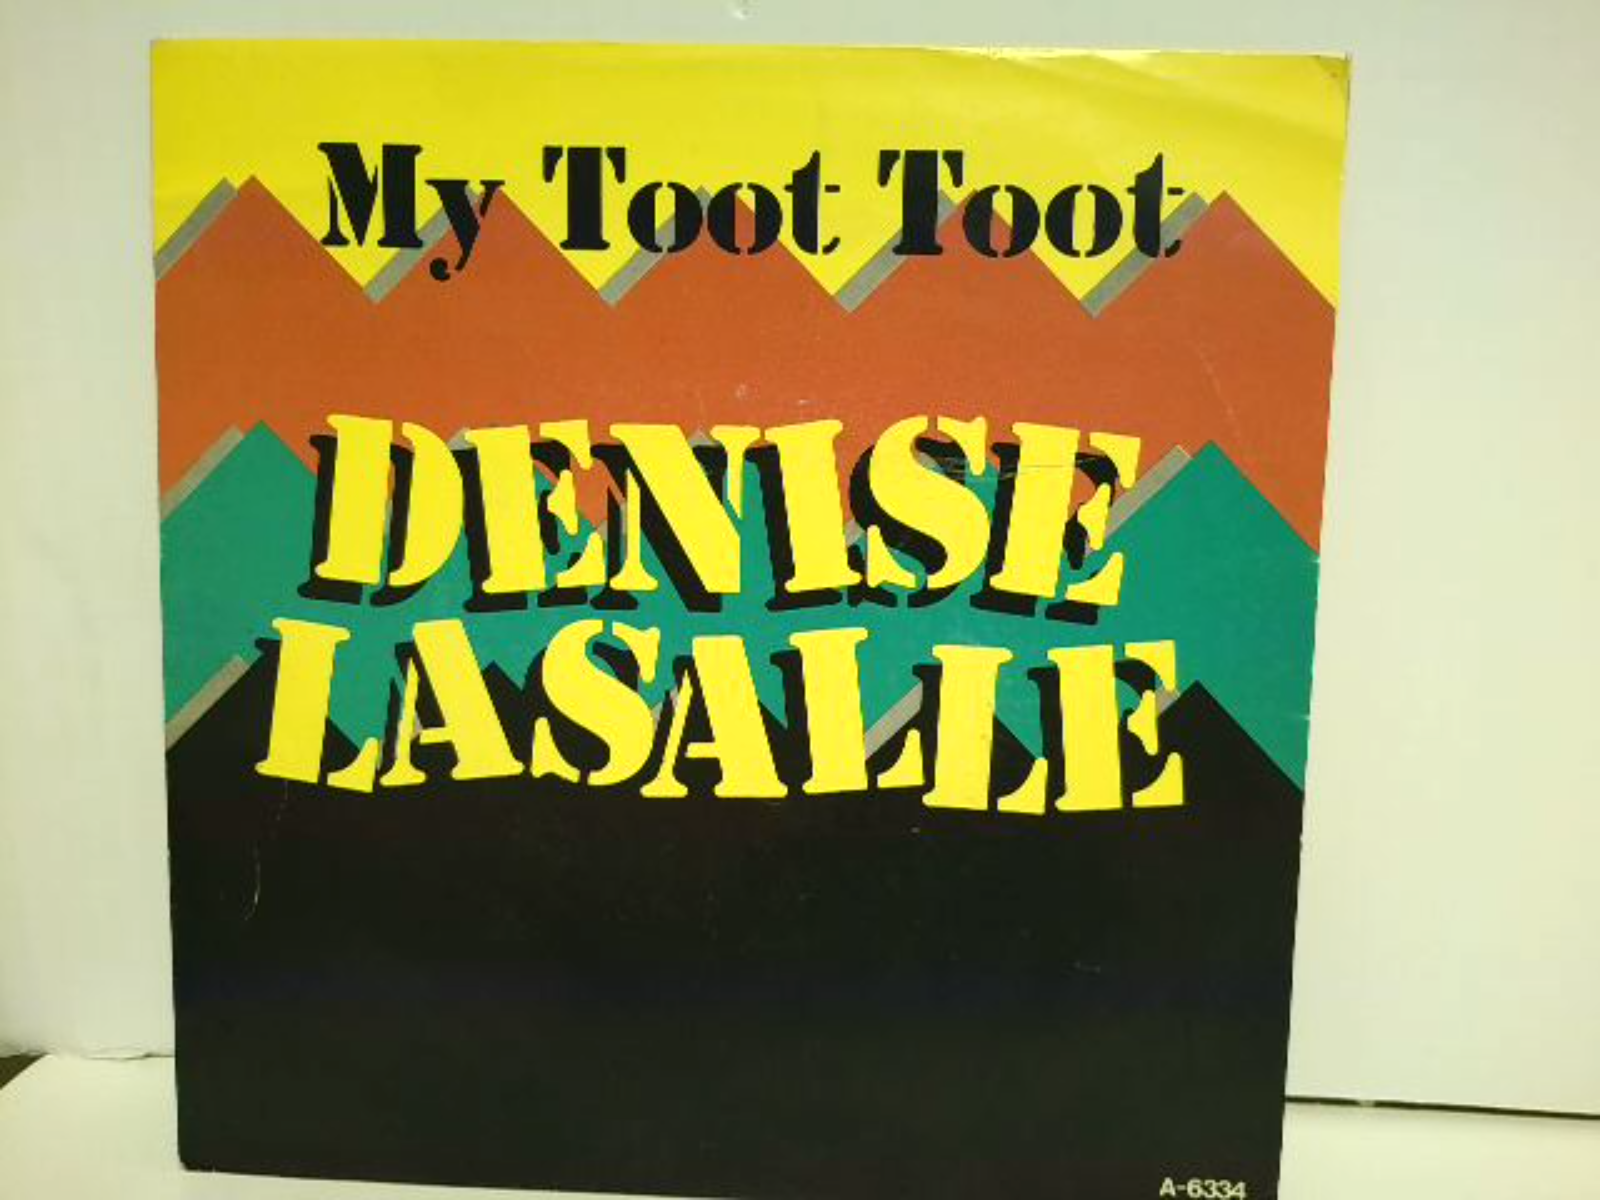 My Toot Toot
DENISE
LASALLE
A-6334